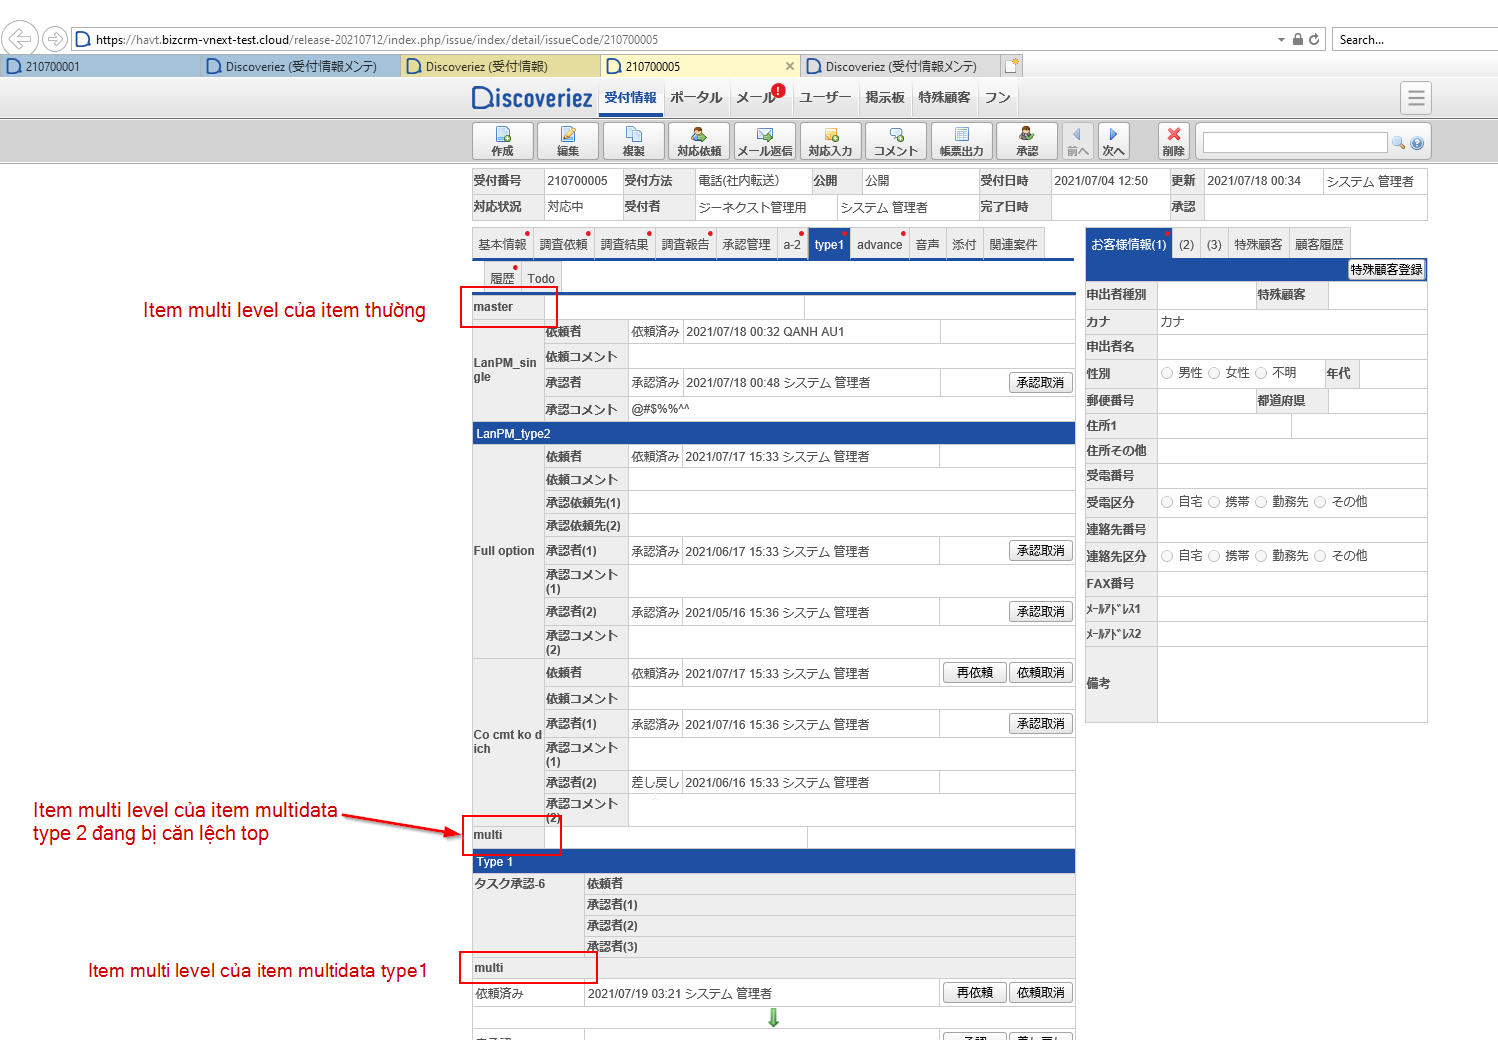 https://havt.bizcrm-vnext-test.cloud/release-20210712/index.php/issue/index/detail/issueCode/210700005
Search...
210700001
Discoveriez (受付情報メンテ)
Discoveriez (受付情報)
210700005
Discoveriez (受付情報メンテ)
Discoveriez 受付情報 ポータル メール ! ユーザー 掲示板 特殊顧客 フン
作成 編集 複製 対応依頼 メール返信 対応入力 コメント 帳票出力 承認 前へ 次へ 削除
受付番号 210700005 受付方法 電話(社内転送) 公開 公開 受付日時 2021/07/04 12:50 更新 2021/07/18 00:34 システム 管理者
対応状況 対応中 受付者 ジーネクスト管理用 システム 管理者 完了日時 承認
基本情報 調査依頼 調査結果 調査報告 承認管理 a-2 type1 advance 音声 添付 関連案件
履歴 Todo
master
LanPM_sin
gle
依頼者 依頼済み 2021/07/18 00:32 QANH AU1
依頼コメント
承認者 承認済み 2021/07/18 00:48 システム 管理者 承認取消
承認コメント @#$%%^^
LanPM_type2
Full option
依頼者 依頼済み 2021/07/17 15:33 システム 管理者
依頼コメント
承認依頼先(1)
承認依頼先(2)
承認者(1) 承認済み 2021/06/17 15:33 システム 管理者 承認取消
承認コメント
(1)
承認者(2) 承認済み 2021/05/16 15:36 システム 管理者 承認取消
承認コメント
(2)
Co cmt ko d
ich
依頼者 依頼済み 2021/07/17 15:33 システム 管理者 再依頼 依頼取消
依頼コメント
承認者(1) 承認済み 2021/07/16 15:36 システム 管理者 承認取消
承認コメント
(1)
承認者(2) 差し戻し 2021/06/16 15:33 システム 管理者
承認コメント
(2)
multi
Type 1
タスク承認-6
依頼者
承認者(1)
承認者(2)
承認者(3)
multi
依頼済み 2021/07/19 03:21 システム 管理者 再依頼 依頼取消
お客様情報(1) (2) (3) 特殊顧客 顧客履歴
特殊顧客登録
申出者種別 特殊顧客
カナ カナ
申出者名
性別 男性 女性 不明 年代
郵便番号 都道府県
住所1
住所その他
受電番号
受電区分 自宅 携帯 勤務先 その他
連絡先番号
連絡先区分 自宅 携帯 勤務先 その他
FAX番号
ﾒｰﾙｱﾄﾞﾚｽ1
ﾒｰﾙｱﾄﾞﾚｽ2
備考
Item multi level của item thường
Item multi level của item multidata
type 2 đang bị căn lệch top
Item multi level của item multidata type1